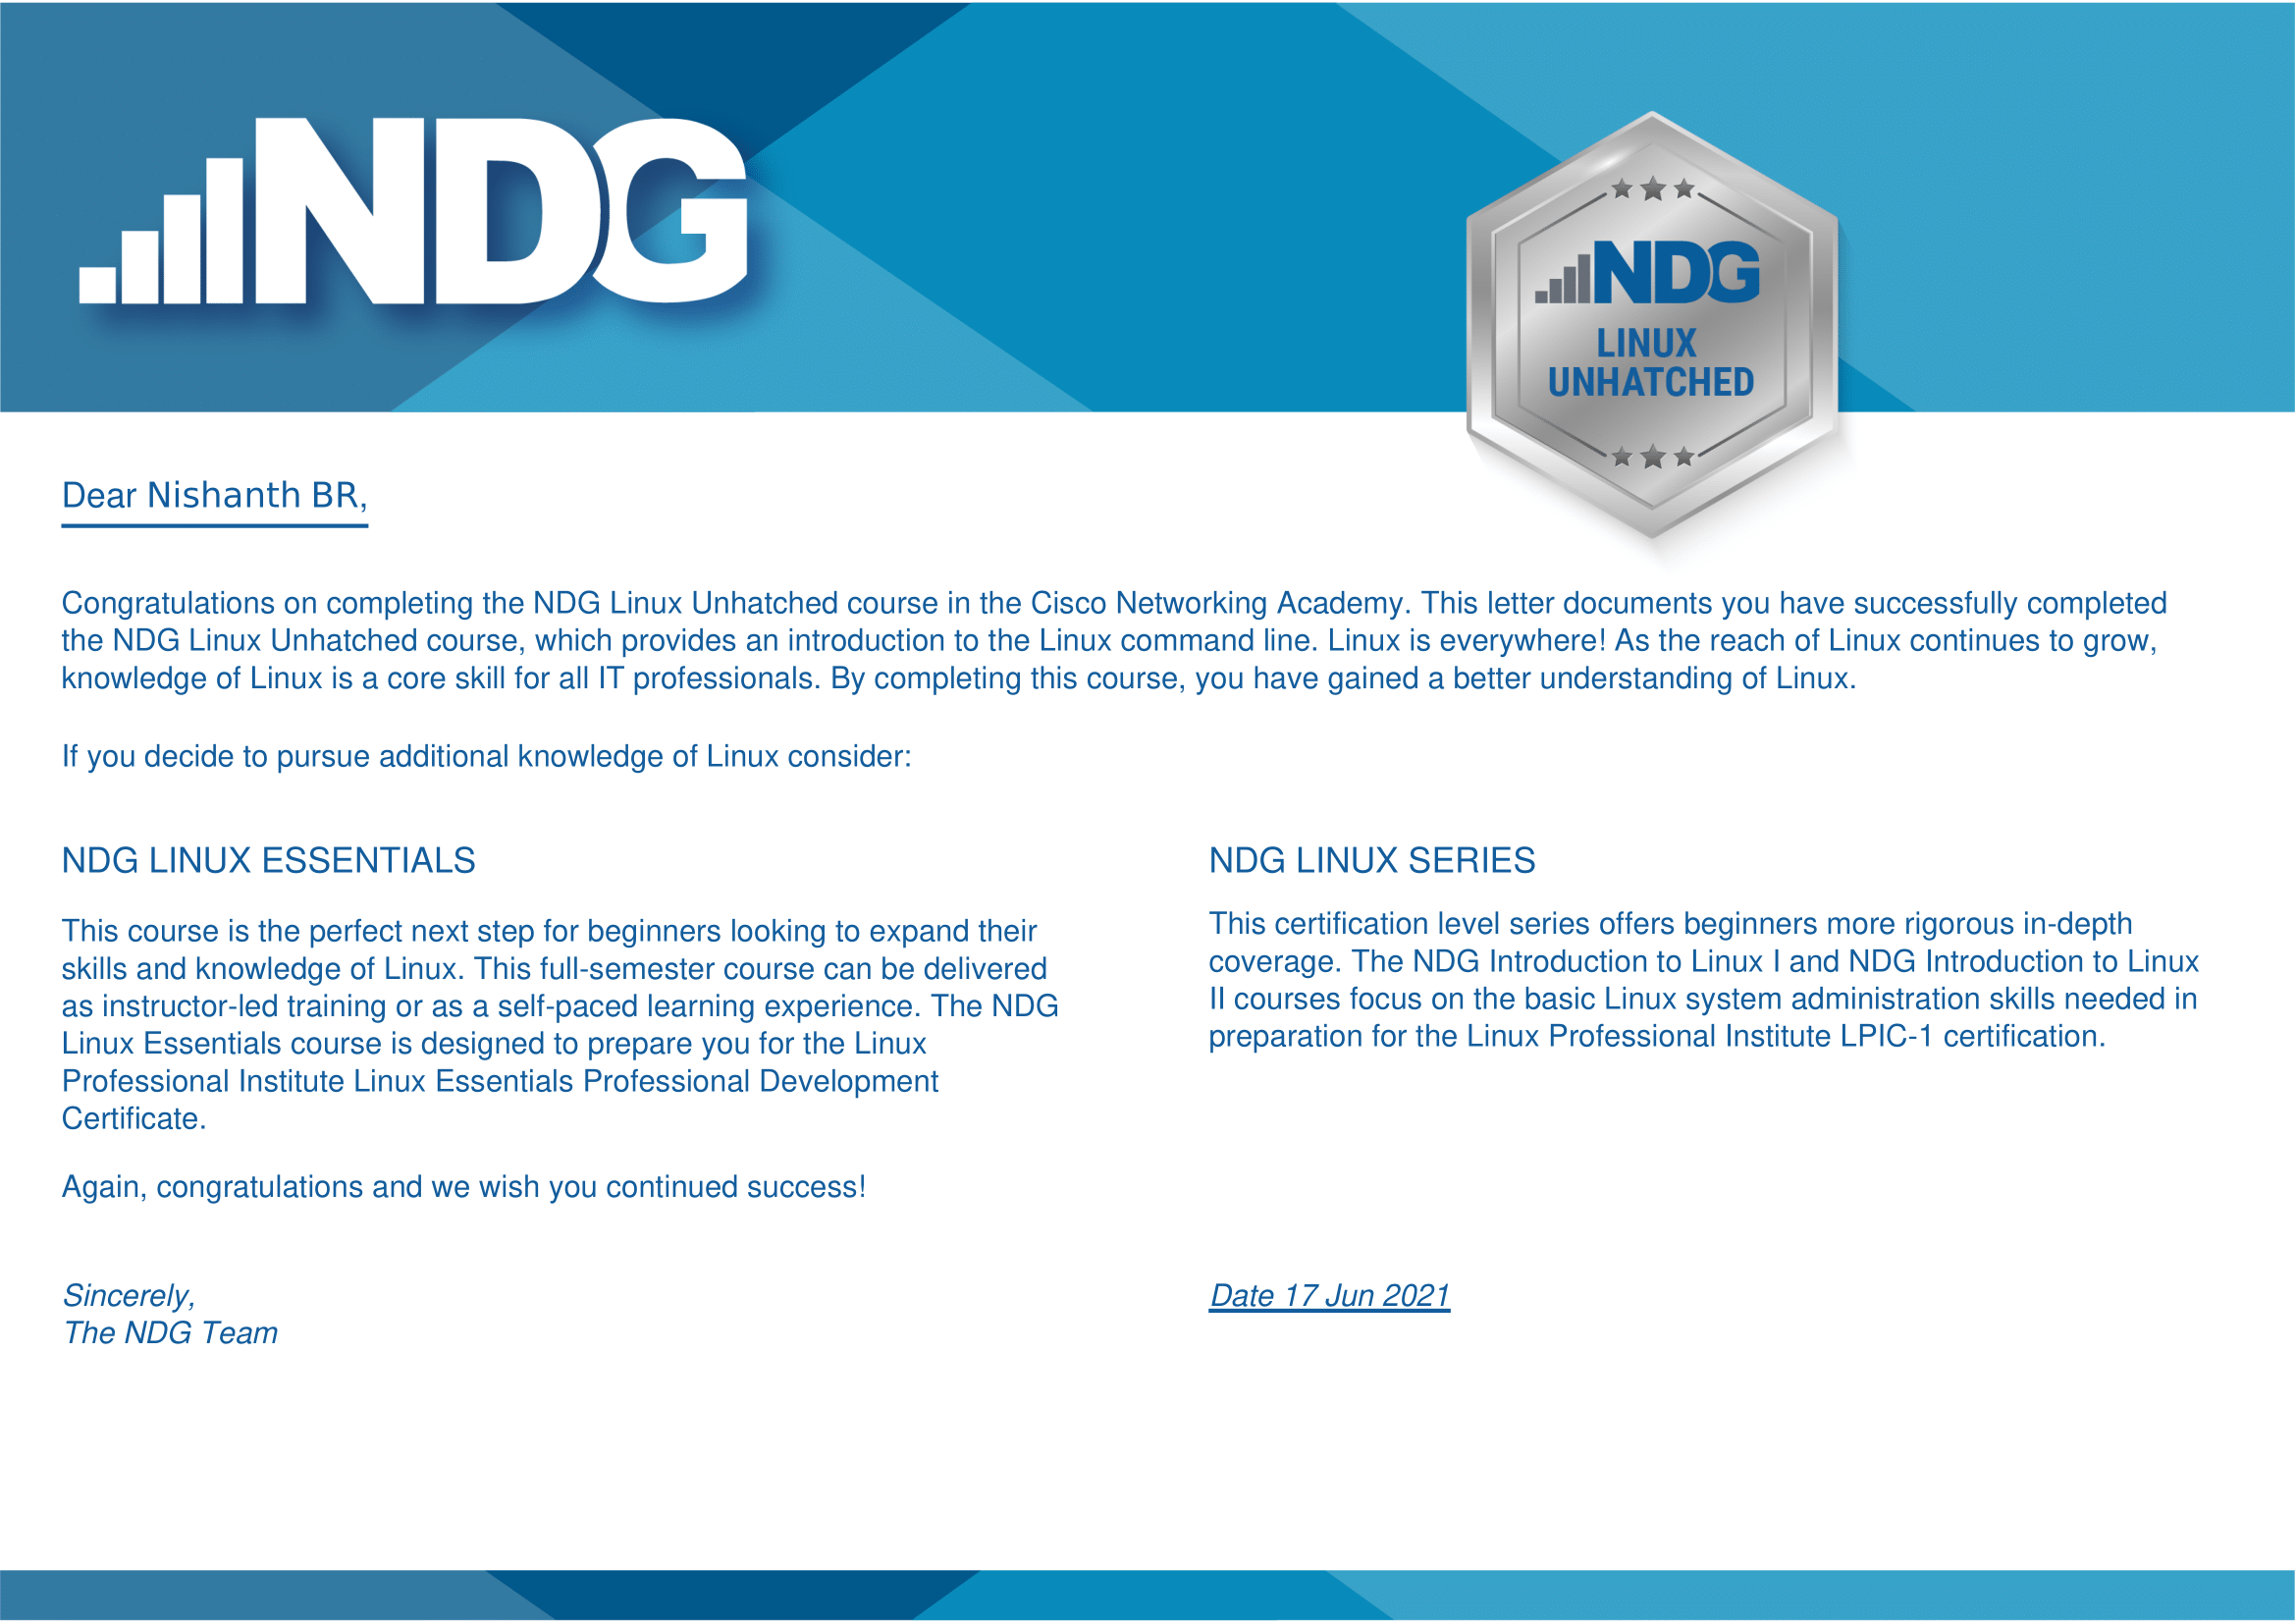 NDG
NDG
LINUX
UNHATCHED
Dear Nishanth BR,
Congratulations on completing the NDG Linux Unhatched course in the Cisco Networking Academy. This letter documents you have successfully completed
the NDG Linux Unhatched course, which provides an introduction to the Linux command line. Linux is everywhere! As the reach of Linux continues to grow,
knowledge of Linux is a core skill for all IT professionals. By completing this course, you have gained a better understanding of Linux.
If you decide to pursue additional knowledge of Linux consider:
NDG LINUX ESSENTIALS
This course is the perfect next step for beginners looking to expand their
skills and knowledge of Linux. This full-semester course can be delivered
as instructor-led training or as a self-paced learning experience. The NDG
Linux Essentials course is designed to prepare you for the Linux
Professional Institute Linux Essentials Professional Development
Certificate.
NDG LINUX SERIES
This certification level series offers beginners more rigorous in-depth
coverage. The NDG Introduction to Linux I and NDG Introduction to Linux
II courses focus on the basic Linux system administration skills needed in
preparation for the Linux Professional Institute LPIC-1 certification.
Again, congratulations and we wish you continued success!
Sincerely,
The NDG Team
Date 17 Jun 2021